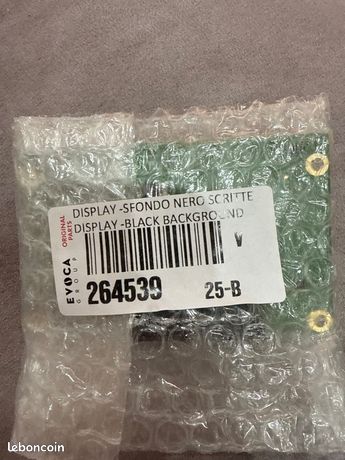 DISPLAY -SFONDO NERO SCRITTE
DISPLAY -BLACK BACKGROUND
V
264539
25-B
EVOCA
GROUP
ORIGINAL
PARTS
leboncoin